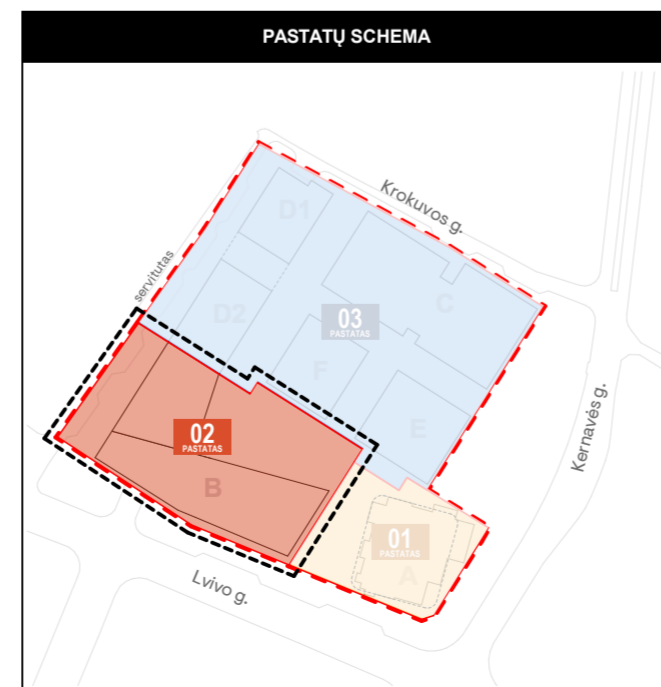 PASTATŲ SCHEMA
Krokuvos g.
D1
servitutas
C
D2
03
PASTATAS
F
Kernavės g.
E
02
PASTATAS
B
01
PASTATAS
A
Lvivo g.